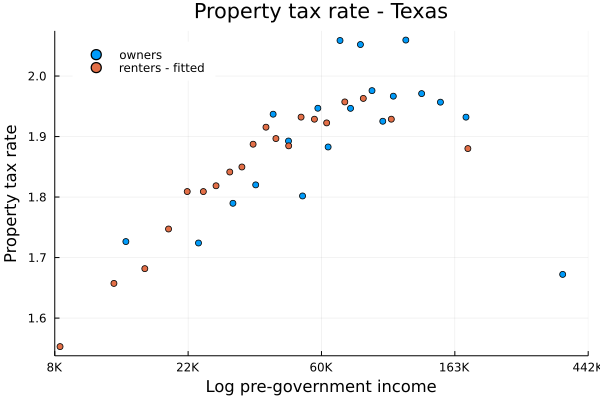 Property tax rate - Texas
owners
renters - fitted
Property tax rate
2.0
1.9
1.8
1.7
1.6
8K 22K 60K 163K 442K
Log pre-government income